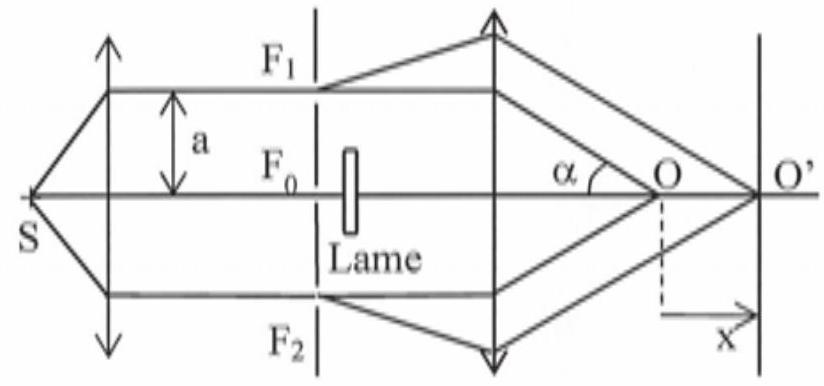 F₁
a
F₀
α
O
O'
S
Lame
x
F₂